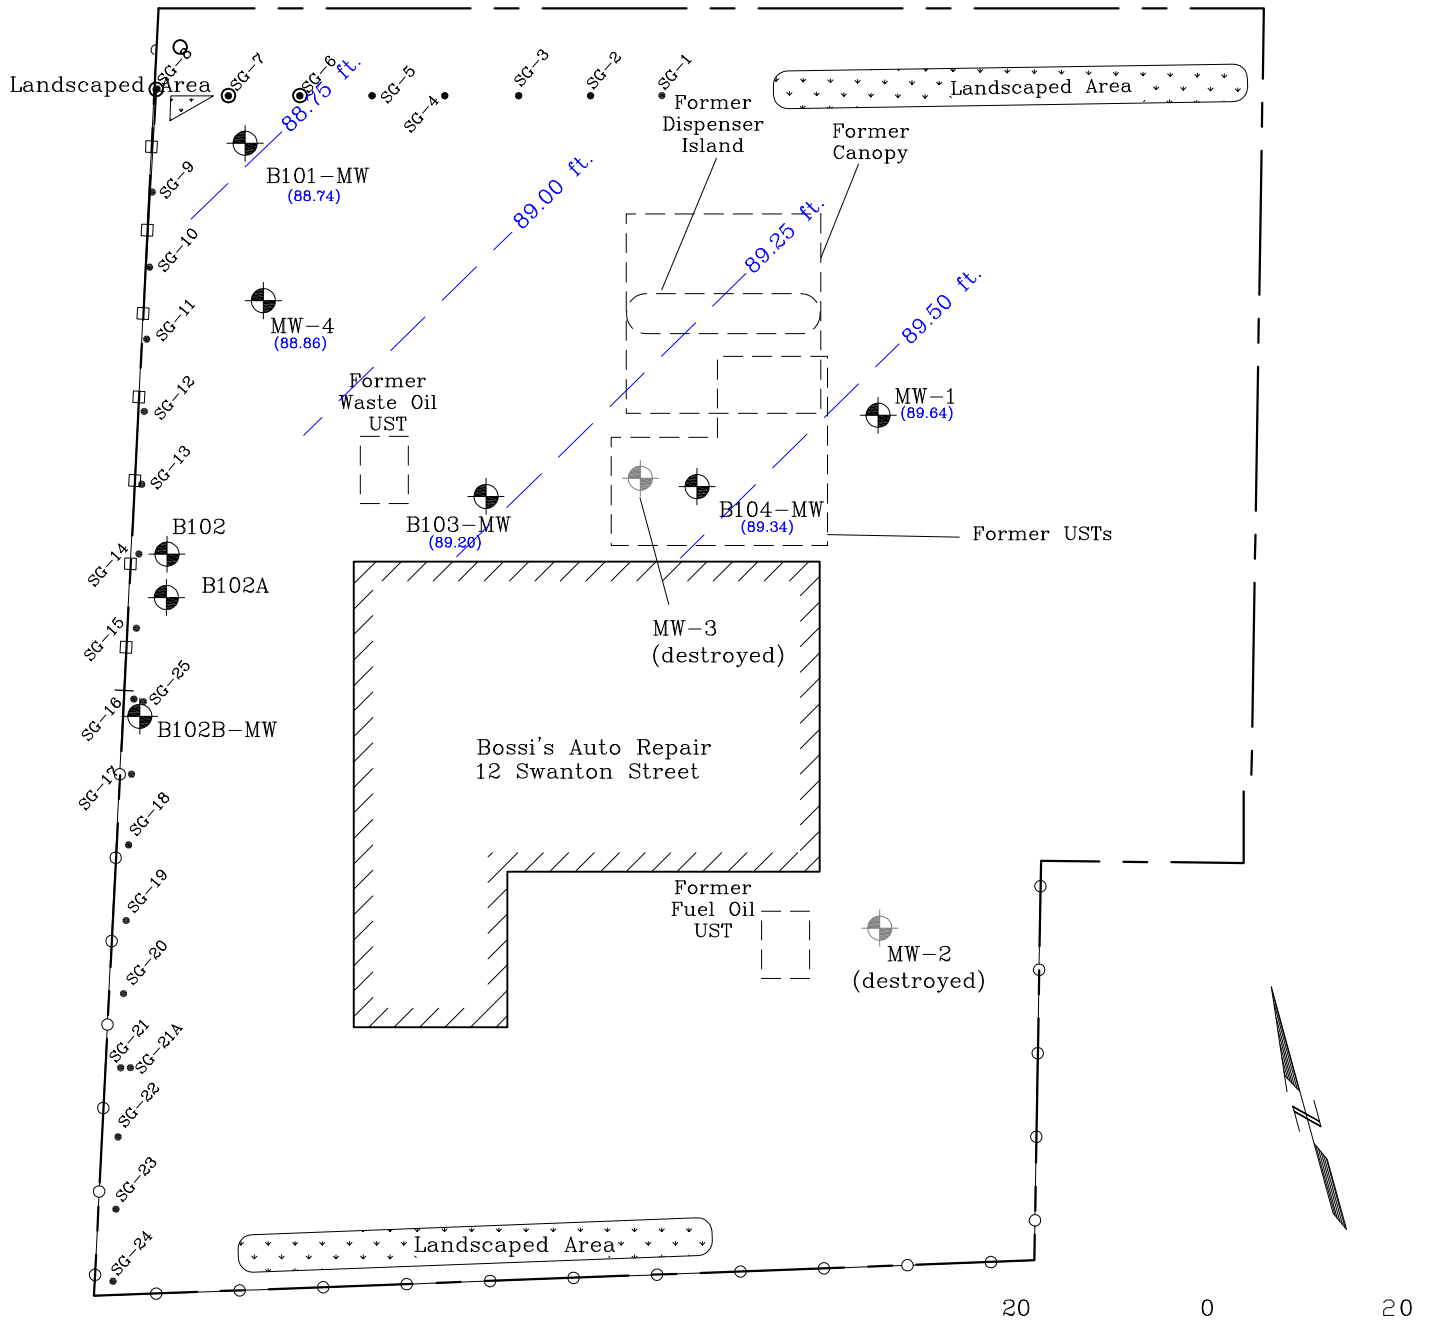 SG-8
SG-7
SG-6
88.75 ft.
SG-5
SG-4
SG-3
SG-2
SG-1
Landscaped Area
Landscaped Area
Former
Dispenser
Island
Former
Canopy
B101-MW
(88.74)
SG-9
89.00 ft.
89.25 ft.
SG-10
89.50 ft.
SG-11
MW-4
(88.86)
SG-12
Former
Waste Oil
UST
MW-1
(89.64)
SG-13
B103-MW
(89.20)
B104-MW
(89.34)
Former USTs
B102
SG-14
B102A
SG-15
MW-3
(destroyed)
SG-25
SG-16
B102B-MW
Bossi's Auto Repair
12 Swanton Street
SG-17
SG-18
SG-19
Former
Fuel Oil
UST
MW-2
(destroyed)
SG-20
SG-21
SG-21A
SG-22
N
SG-23
SG-24
Landscaped Area
20 0 20